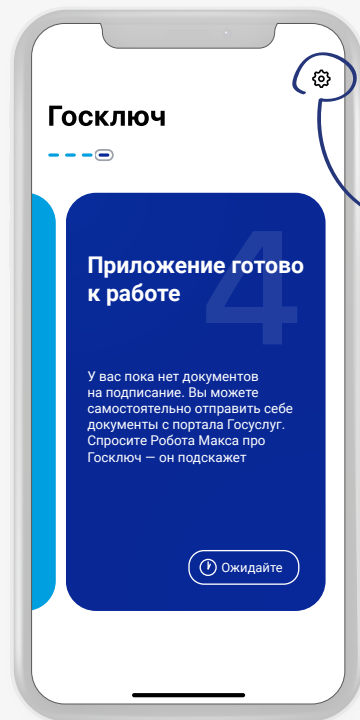 Госключ
4
Приложение готово
к работе
У вас пока нет документов
на подписание. Вы можете
самостоятельно отправить себе
документы с портала Госуслуг.
Спросите Робота Макса про
Госключ — он подскажет
Ожидайте